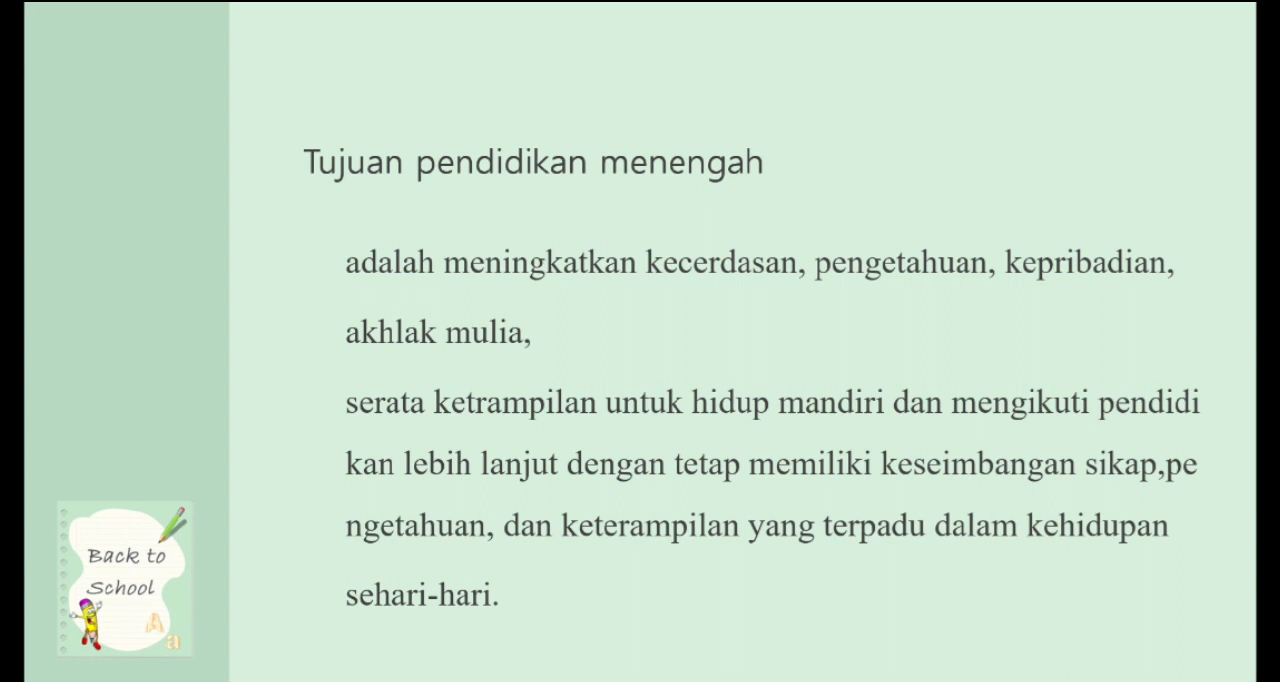 Tujuan pendidikan menengah
adalah meningkatkan kecerdasan, pengetahuan, kepribadian,
akhlak mulia,
serata ketrampilan untuk hidup mandiri dan mengikuti pendidi
kan lebih lanjut dengan tetap memiliki keseimbangan sikap,pe
ngetahuan, dan keterampilan yang terpadu dalam kehidupan
sehari-hari.
Back to
School
A
a